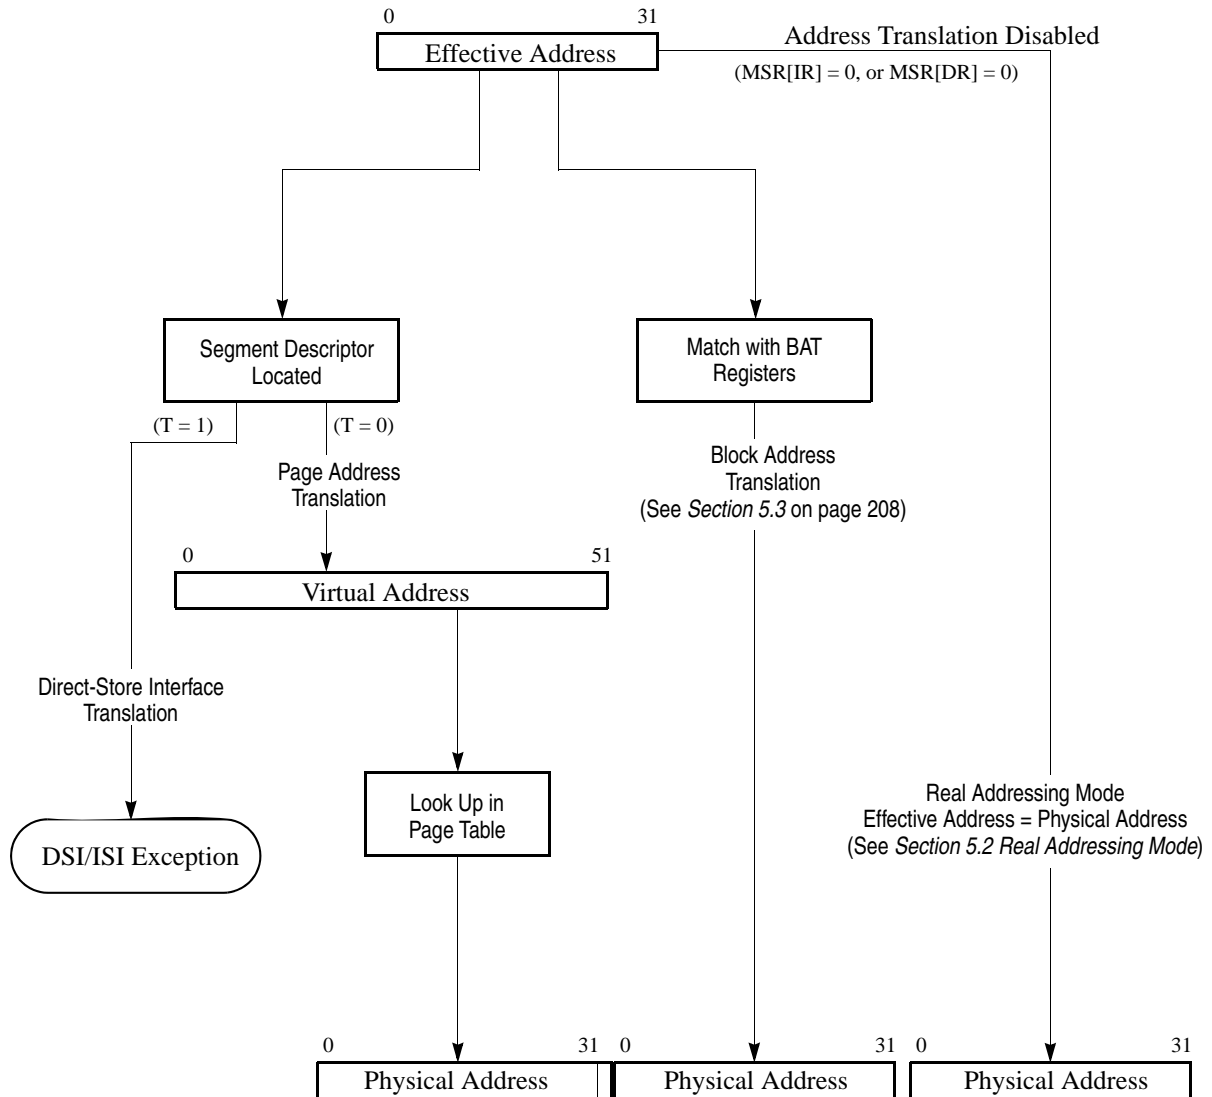 0 31
Effective Address
Address Translation Disabled
(MSR[IR] = 0, or MSR[DR] = 0)
Segment Descriptor
Located
Match with BAT
Registers
(T = 1)
(T = 0)
Page Address
Translation
Block Address
Translation
(See Section 5.3 on page 208)
0 51
Virtual Address
Direct-Store Interface
Translation
Look Up in
Page Table
DSI/ISI Exception
Real Addressing Mode
Effective Address = Physical Address
(See Section 5.2 Real Addressing Mode)
0 31
Physical Address
0 31
Physical Address
0 31
Physical Address